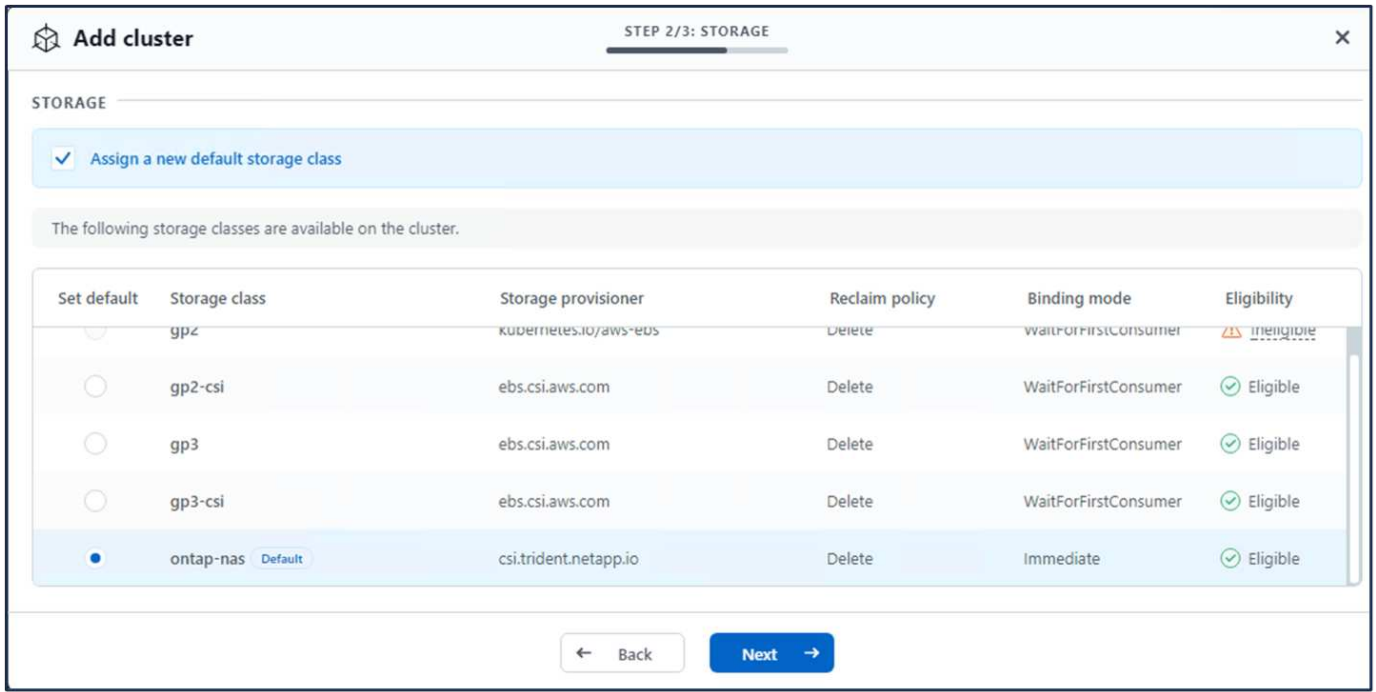 Add cluster
STEP 2/3: STORAGE
STORAGE
Assign a new default storage class
The following storage classes are available on the cluster.
Set default Storage class Storage provisioner Reclaim policy Binding mode Eligibility
gp2 kubernetes.io/aws-ebs Delete WaitForFirstConsumer Ineligible
gp2-csi ebs.csi.aws.com Delete WaitForFirstConsumer Eligible
gp3 ebs.csi.aws.com Delete WaitForFirstConsumer Eligible
gp3-csi ebs.csi.aws.com Delete WaitForFirstConsumer Eligible
ontap-nas Default csi.trident.netapp.io Delete Immediate Eligible
Back Next